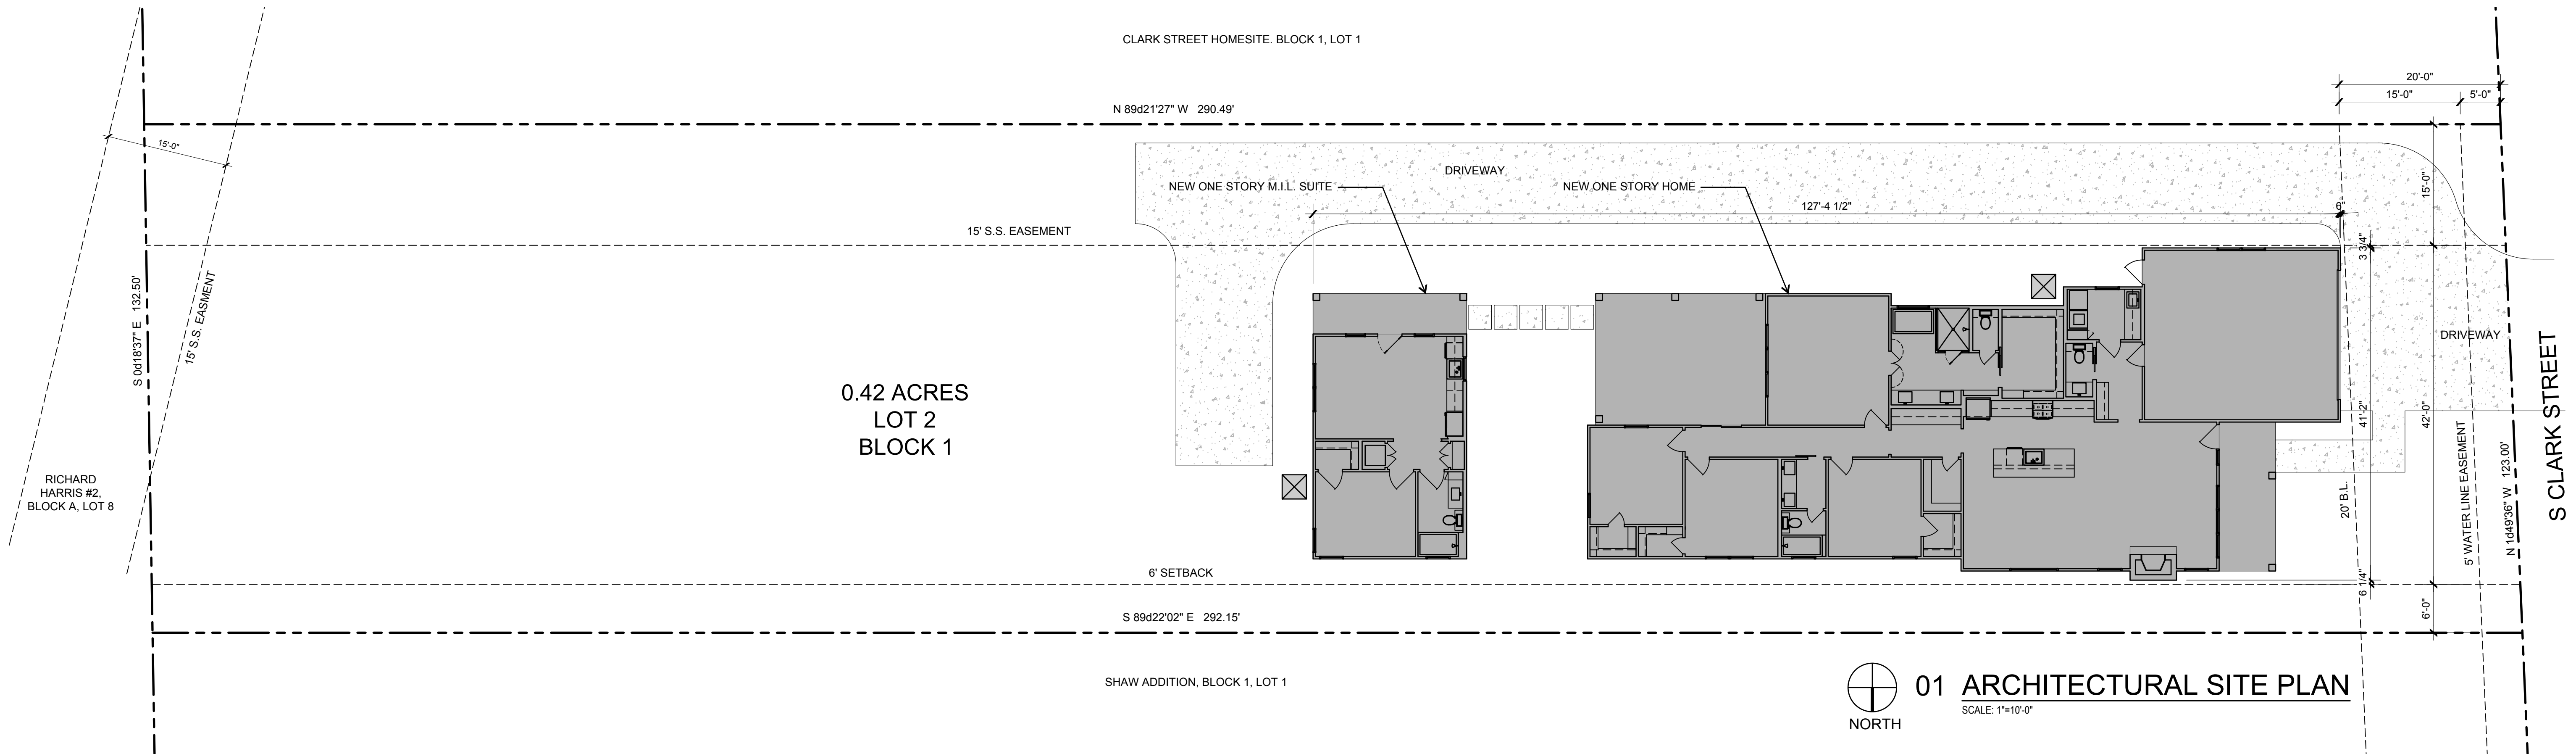 CLARK STREET HOMESITE. BLOCK 1, LOT 1
20'-0"
15'-0"
5'-0"
N 89d21'27" W 290.49'
15'-0"
DRIVEWAY
NEW ONE STORY M.I.L. SUITE
NEW ONE STORY HOME
15'-0"
127'-4 1/2"
6"
15' S.S. EASEMENT
3 3/4"
S 0d18'37" E 132.50'
15' S.S. EASMENT
DRIVEWAY
0.42 ACRES
LOT 2
BLOCK 1
41'-2"
42'-0"
S CLARK STREET
RICHARD
HARRIS #2,
BLOCK A, LOT 8
20' B.L.
5' WATER LINE EASEMENT
N 1d49'36" W 123.00'
6' SETBACK
6 1/4"
6'-0"
S 89d22'02" E 292.15'
SHAW ADDITION, BLOCK 1, LOT 1
01 ARCHITECTURAL SITE PLAN
SCALE: 1"=10'-0"
NORTH